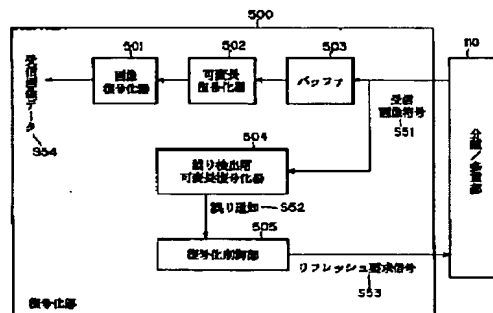 500
501
502
503
110
画像
復号化器
可変長
復号化器
バッファ
受信画像データ
S54
受信
画像符号
S51
504
誤り検出用
可変長復号化器
誤り通知
S52
505
復号化制御部
リフレッシュ要求信号
S53
分離/多重部
復号化部